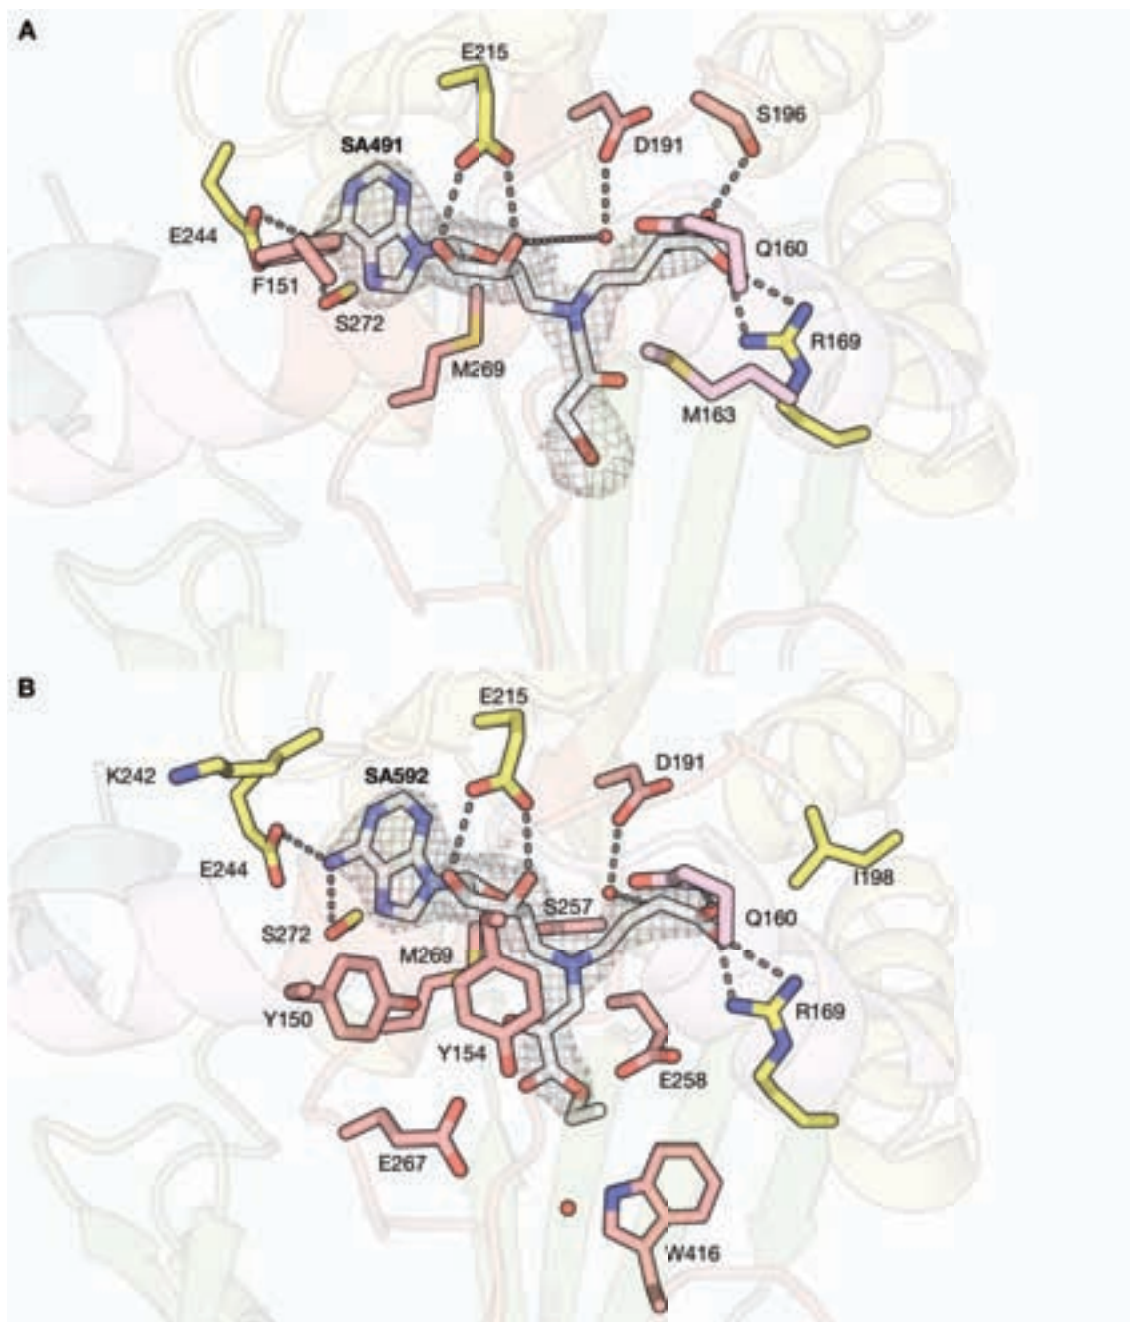 A
E215
S196
D191
SA491
E244
Q160
F151
S272
R169
M269
M163
B
E215
D191
K242
SA592
E244
I198
S257
Q160
S272
M269
Y150
R169
Y154
E258
E267
W416